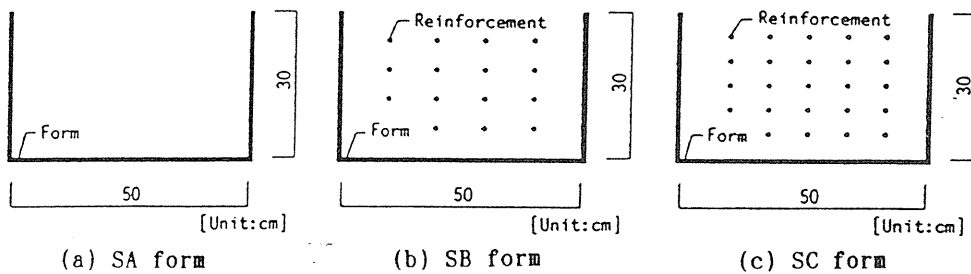 Reinforcement
Reinforcement
30
30
30
Form
Form
Form
50
50
50
[Unit:cm]
[Unit:cm]
[Unit:cm]
(a) SA form
(b) SB form
(c) SC form